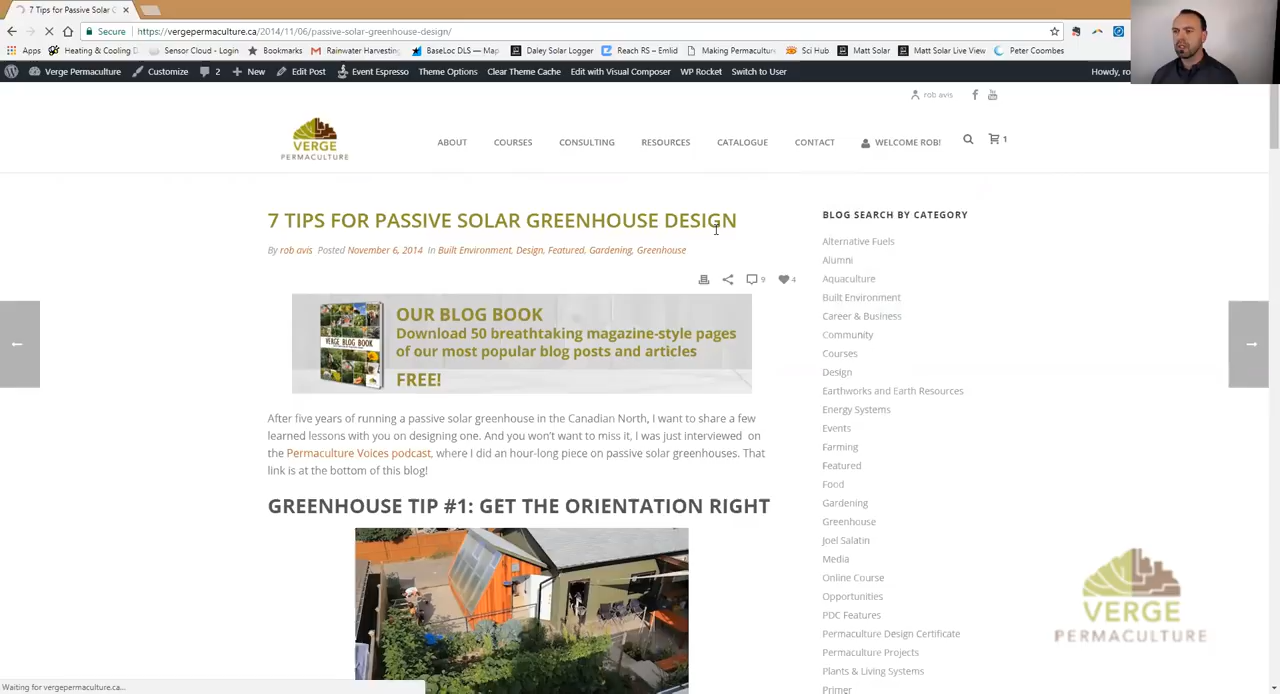 7 Tips for Passive Solar G
Secure
https://vergepermaculture.ca/2014/11/06/passive-solar-greenhouse-design/
Apps
Heating & Cooling D
Sensor Cloud - Login
Bookmarks
Rainwater Harvesting
BaseLoc DLS — Map
Daley Solar Logger
Reach RS – Emlid
Making Permacultur
Sci Hub
Matt Solar
Matt Solar Live View
Peter Coombes
Verge Permaculture
Customize
2
New
Edit Post
Event Espresso
Theme Options
Clear Theme Cache
Edit with Visual Composer
WP Rocket
Switch to User
Howdy, ro
rob avis
VERGE
PERMACULTURE
ABOUT
COURSES
CONSULTING
RESOURCES
CATALOGUE
CONTACT
WELCOME ROB!
1
7 TIPS FOR PASSIVE SOLAR GREENHOUSE DESIGN
By rob avis Posted November 6, 2014 In Built Environment, Design, Featured, Gardening, Greenhouse
9
4
VERGE BLOG BOOK
OUR BLOG BOOK
Download 50 breathtaking magazine-style pages
of our most popular blog posts and articles
FREE!
After five years of running a passive solar greenhouse in the Canadian North, I want to share a few
learned lessons with you on designing one. And you won't want to miss it, I was just interviewed on
the Permaculture Voices podcast, where I did an hour-long piece on passive solar greenhouses. That
link is at the bottom of this blog!
GREENHOUSE TIP #1: GET THE ORIENTATION RIGHT
BLOG SEARCH BY CATEGORY
Alternative Fuels
Alumni
Aquaculture
Built Environment
Career & Business
Community
Courses
Design
Earthworks and Earth Resources
Energy Systems
Events
Farming
Featured
Food
Gardening
Greenhouse
Joel Salatin
Media
Online Course
Opportunities
PDC Features
Permaculture Design Certificate
Permaculture Projects
Plants & Living Systems
Primer
VERGE
PERMACULTURE
Waiting for vergepermaculture.ca...